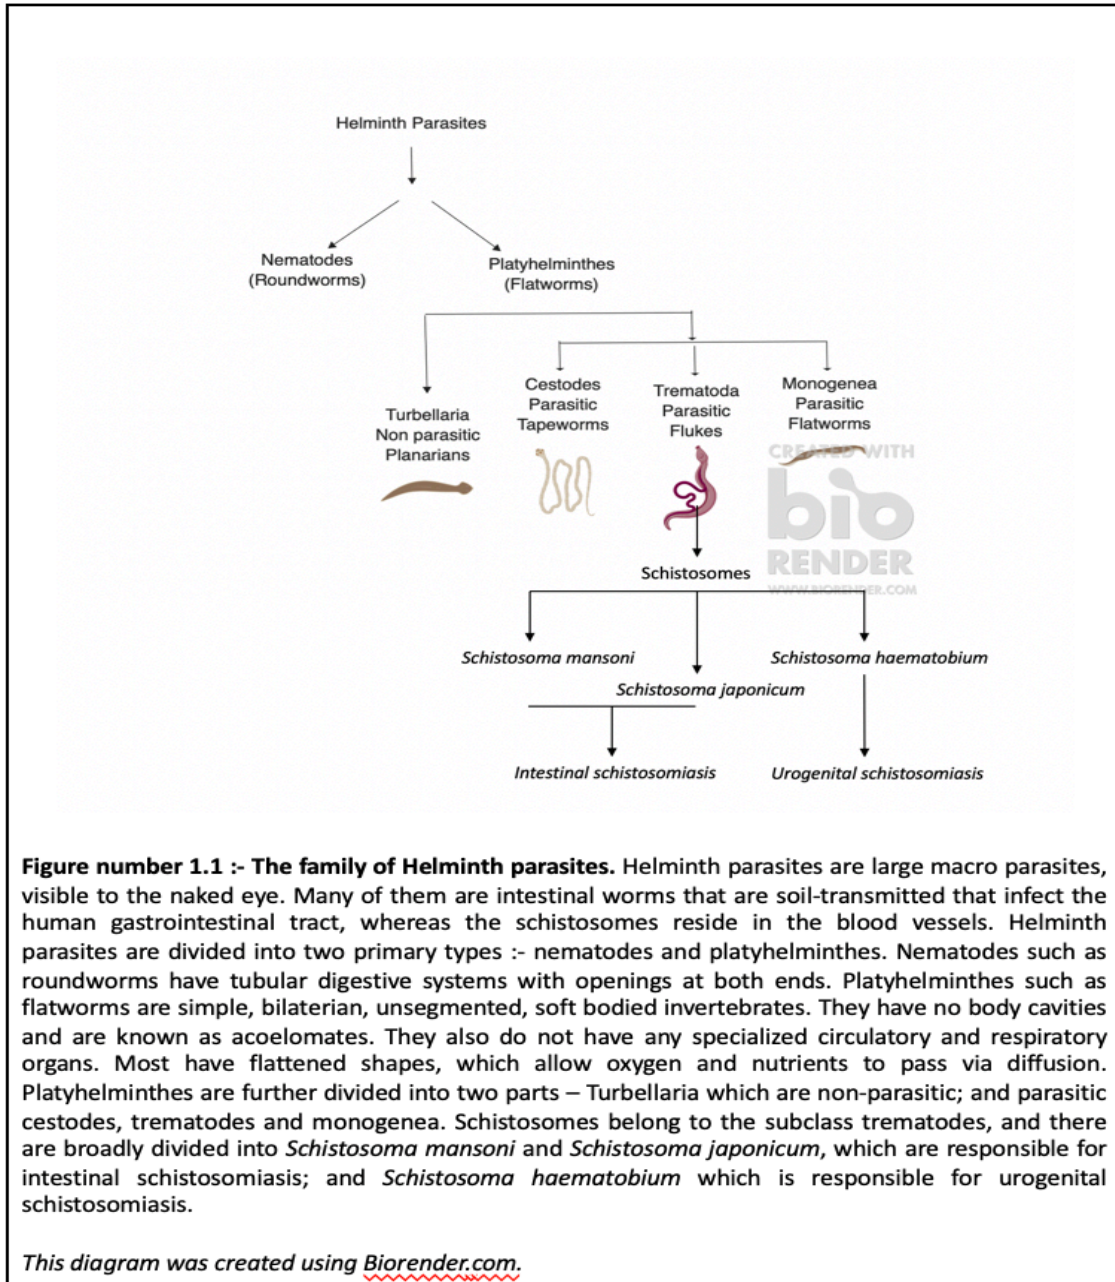 Helminth Parasites
Nematodes
(Roundworms)
Platyhelminthes
(Flatworms)
Turbellaria
Non parasitic
Planarians
Cestodes
Parasitic
Tapeworms
Trematoda
Parasitic
Flukes
Monogenea
Parasitic
Flatworms
CREATED WITH
bio
RENDER
WWW.BIORENDER.COM
Schistosomes
Schistosoma mansoni
Schistosoma haematobium
Schistosoma japonicum
Intestinal schistosomiasis
Urogenital schistosomiasis
Figure number 1.1 :- The family of Helminth parasites. Helminth parasites are large macro parasites,
visible to the naked eye. Many of them are intestinal worms that are soil-transmitted that infect the
human gastrointestinal tract, whereas the schistosomes reside in the blood vessels. Helminth
parasites are divided into two primary types :- nematodes and platyhelminthes. Nematodes such as
roundworms have tubular digestive systems with openings at both ends. Platyhelminthes such as
flatworms are simple, bilaterian, unsegmented, soft bodied invertebrates. They have no body cavities
and are known as acoelomates. They also do not have any specialized circulatory and respiratory
organs. Most have flattened shapes, which allow oxygen and nutrients to pass via diffusion.
Platyhelminthes are further divided into two parts – Turbellaria which are non-parasitic; and parasitic
cestodes, trematodes and monogenea. Schistosomes belong to the subclass trematodes, and there
are broadly divided into Schistosoma mansoni and Schistosoma japonicum, which are responsible for
intestinal schistosomiasis; and Schistosoma haematobium which is responsible for urogenital
schistosomiasis.
This diagram was created using Biorender.com.